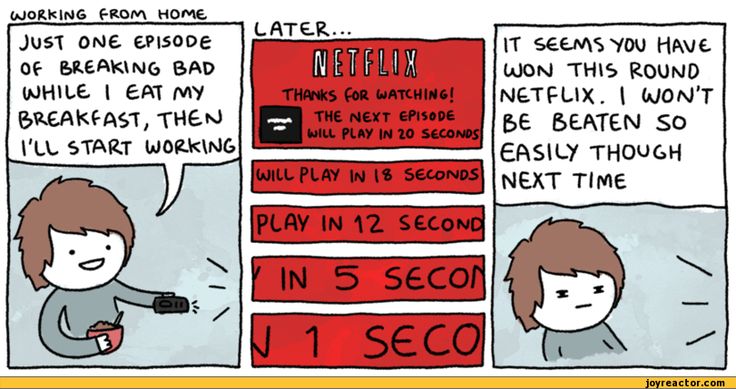 WORKING FROM HOME
JUST ONE EPISODE
OF BREAKING BAD
WHILE I EAT MY
BREAKFAST, THEN
I'LL START WORKING
LATER...
NETFLIX
THANKS FOR WATCHING!
THE NEXT EPISODE
WILL PLAY IN 20 SECONDS
WILL PLAY IN 18 SECONDS
PLAY IN 12 SECOND
Y IN 5 SECON
N 1 SECO
IT SEEMS YOU HAVE
WON THIS ROUND
NETFLIX. I WON'T
BE BEATEN SO
EASILY THOUGH
NEXT TIME
joyreactor.com